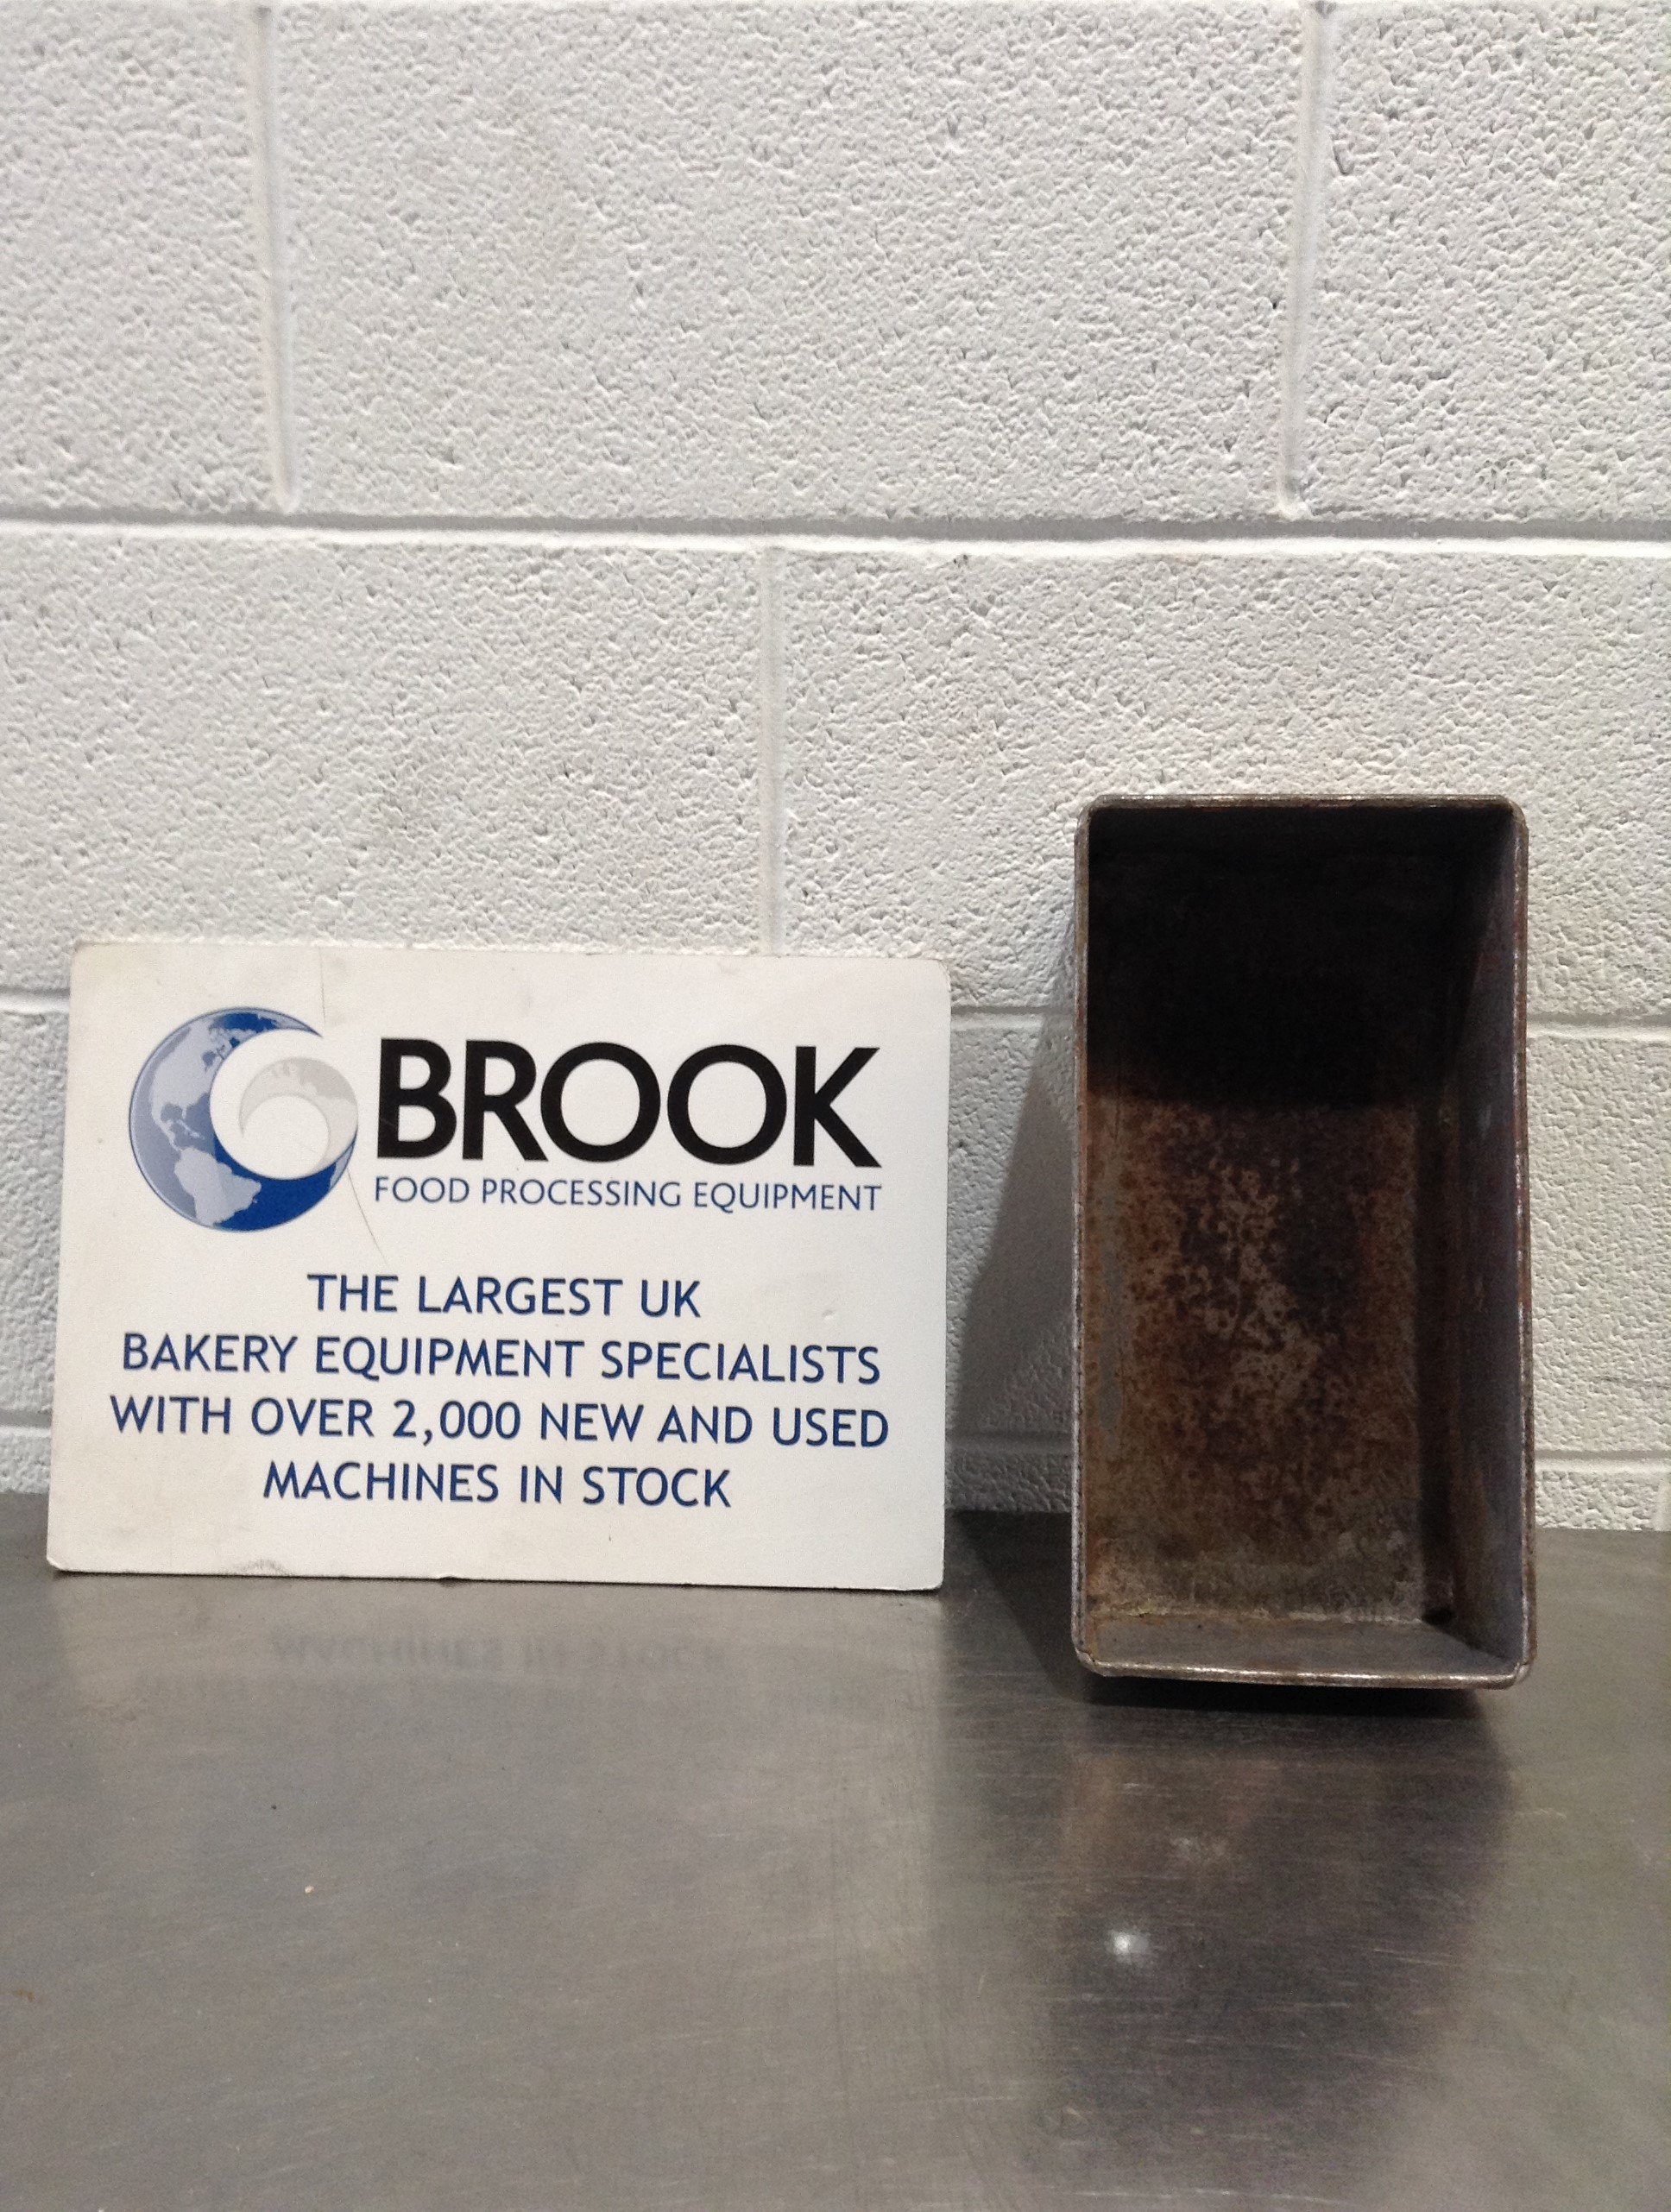 BROOK
FOOD PROCESSING EQUIPMENT
THE LARGEST UK
BAKERY EQUIPMENT SPECIALISTS
WITH OVER 2,000 NEW AND USED
MACHINES IN STOCK